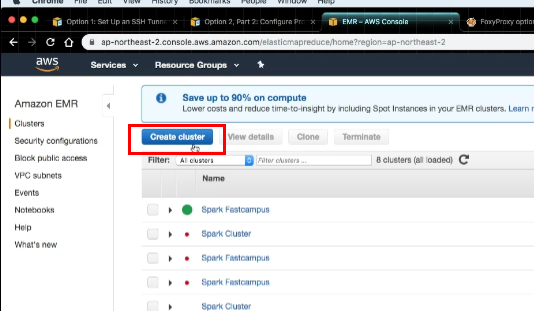 Chrome File Edit View History Bookmarks People Window Help
Option 1: Set Up an SSH Tunne
Option 2, Part 2: Configure Pro
EMR – AWS Console
FoxyProxy option
ap-northeast-2.console.aws.amazon.com/elasticmapreduce/home?region=ap-northeast-2
aws
Services
Resource Groups
Amazon EMR
Clusters
Security configurations
Block public access
VPC subnets
Events
Notebooks
Help
What's new
Save up to 90% on compute
Lower costs and reduce time-to-insight by including Spot Instances in your EMR clusters. Learn
Create cluster
View details
Clone
Terminate
Filter: All clusters
Filter clusters ...
8 clusters (all loaded)
Name
Spark Fastcampus
Spark Cluster
Spark Fastcampus
Spark Fastcampus
Spark Cluster